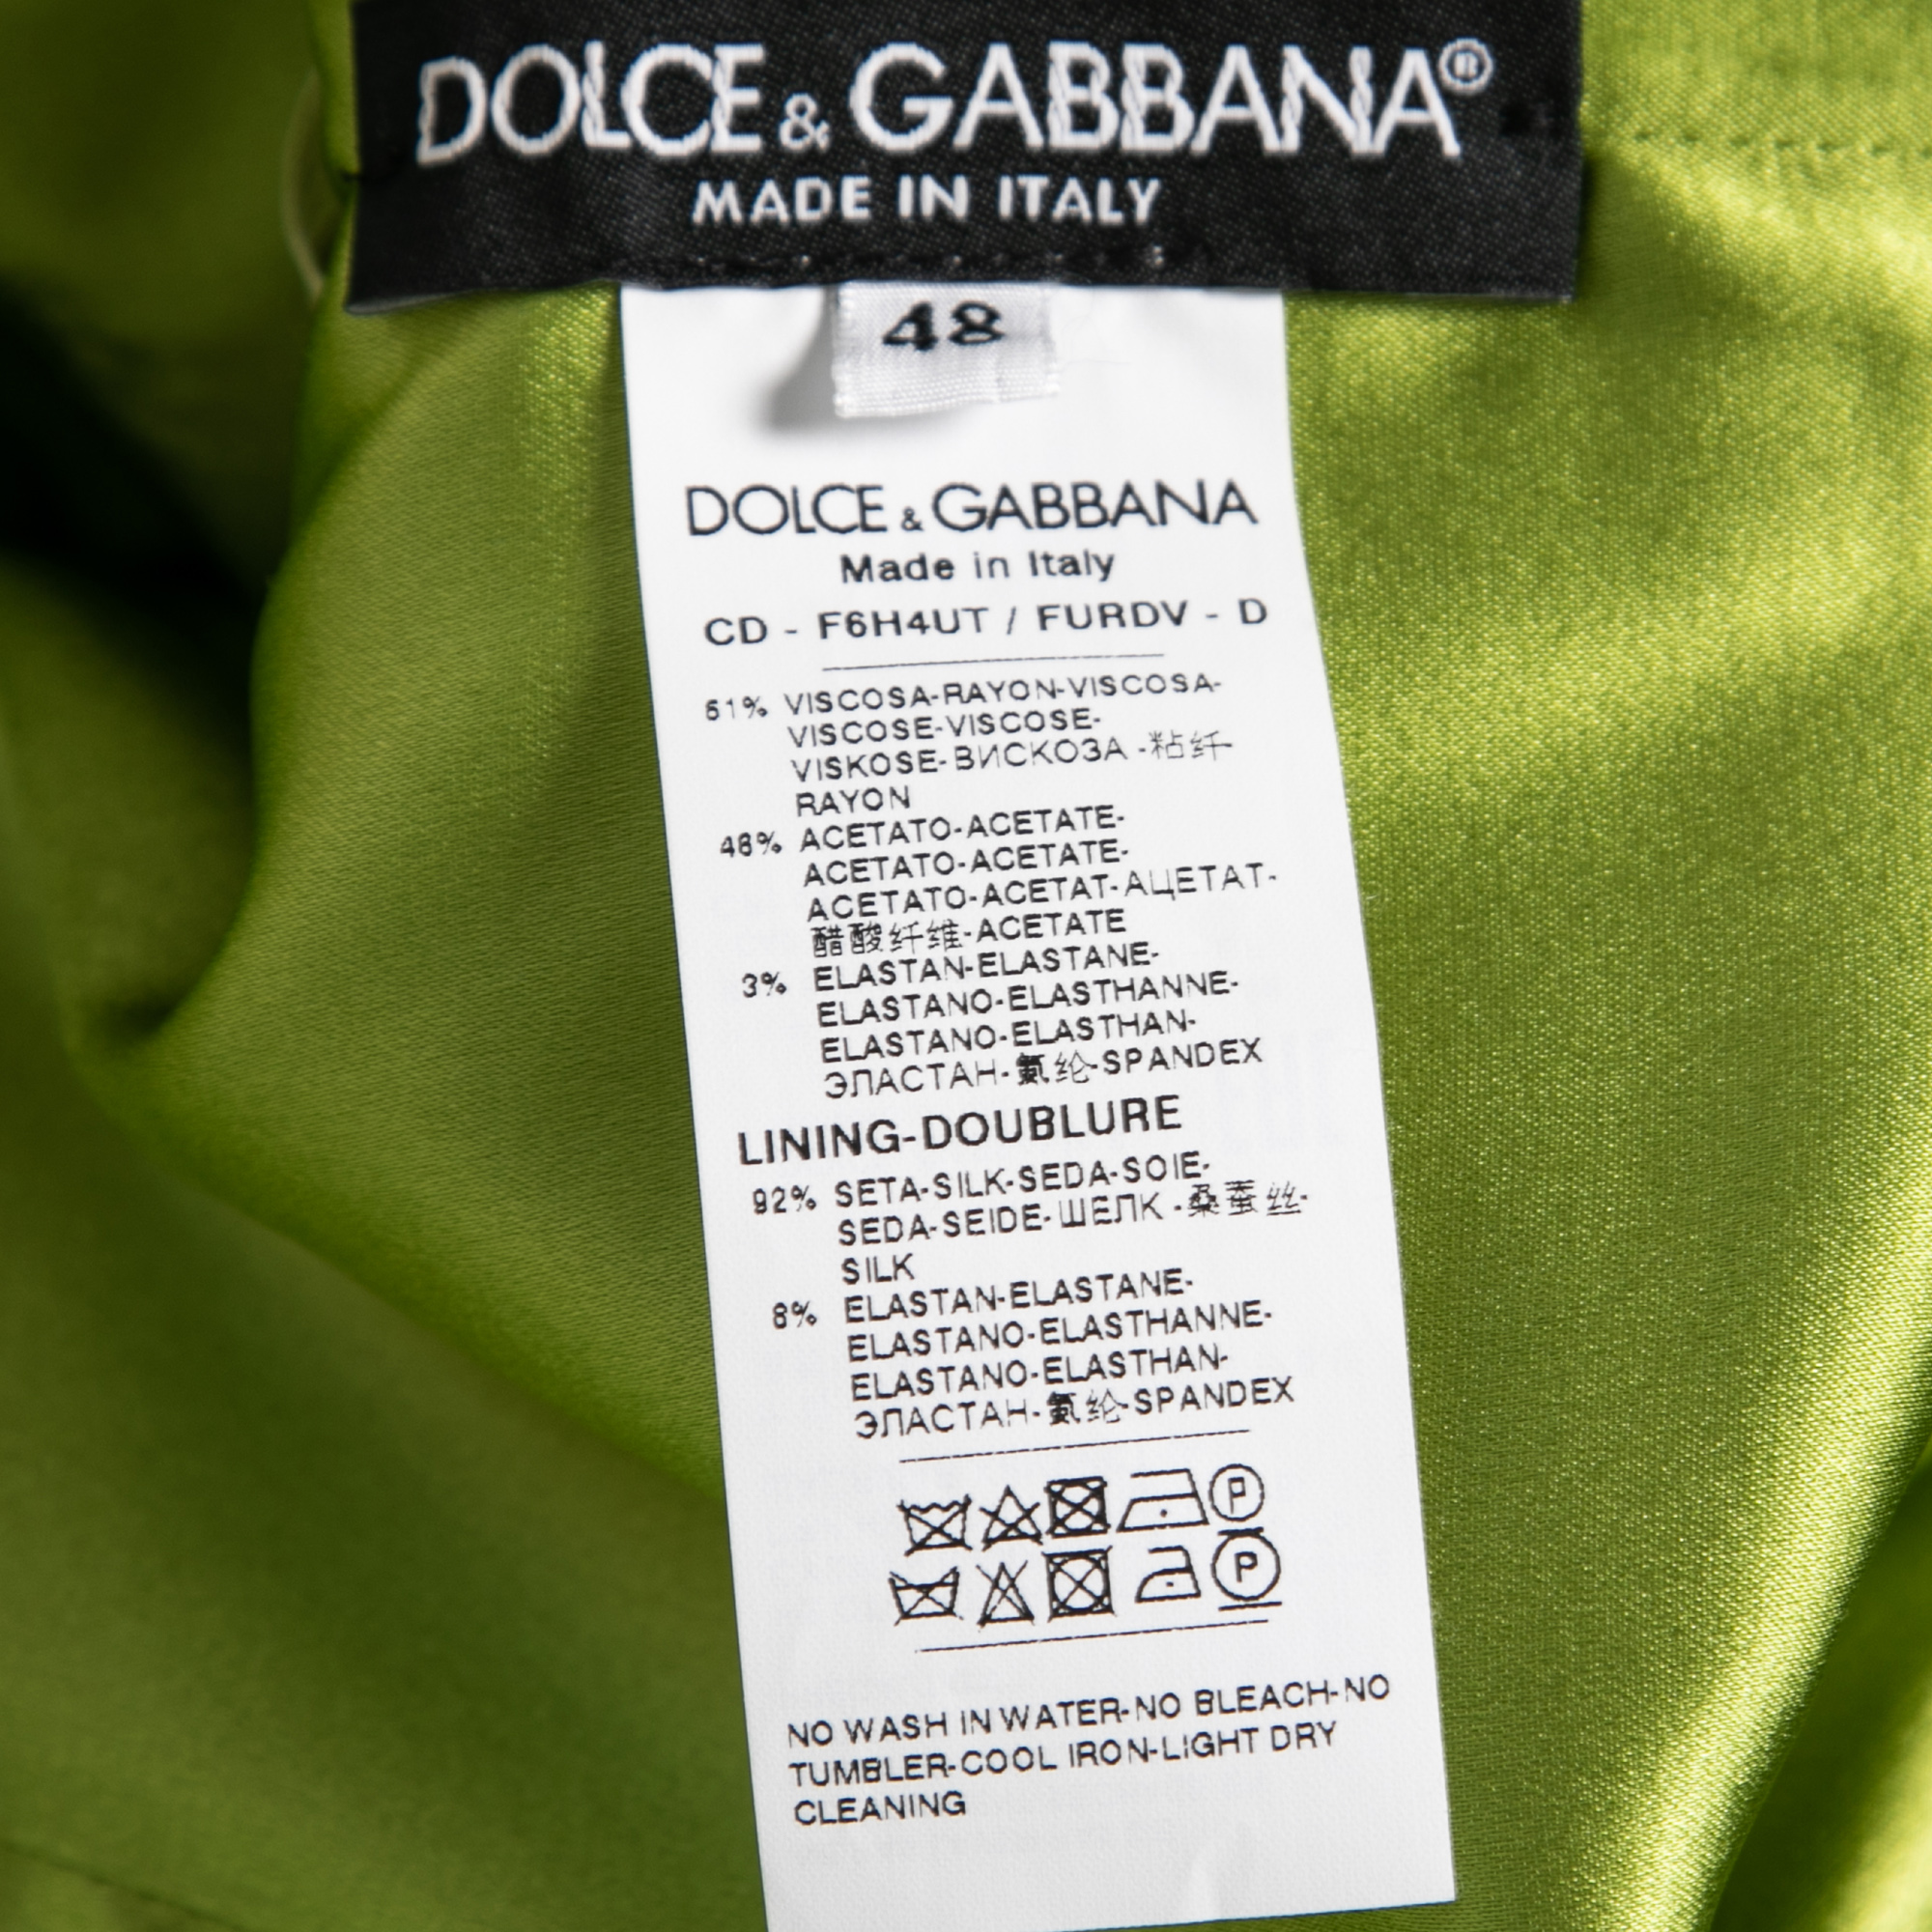 DOLCE & GABBANA®
MADE IN ITALY
48
DOLCE & GABBANA
Made in Italy
CD - F6H4UT / FURDV - D
51% VISCOSA-RAYON-VISCOSA-
VISCOSE-VISCOSE-
VISKOSE-ВИСКОЗА -粘纤-
RAYON
46% ACETATO-ACETATE-
ACETATO-ACETATE-
ACETATO-ACETAT-АЦЕТАТ-
醋酸纤维-ACETATE
3% ELASTAN-ELASTANE-
ELASTANO-ELASTHANNE-
ELASTANO-ELASTHAN-
ЭЛАСТАН-氨纶-SPANDEX
LINING-DOUBLURE
92% SETA-SILK-SEDA-SOIE-
SEDA-SEIDE-ШЕЛК -桑蚕丝-
SILK
8% ELASTAN-ELASTANE-
ELASTANO-ELASTHANNE-
ELASTANO-ELASTHAN-
ЭЛАСТАН-氨纶-SPANDEX
P
P
NO WASH IN WATER-NO BLEACH-NO
TUMBLER-COOL IRON-LIGHT DRY
CLEANING